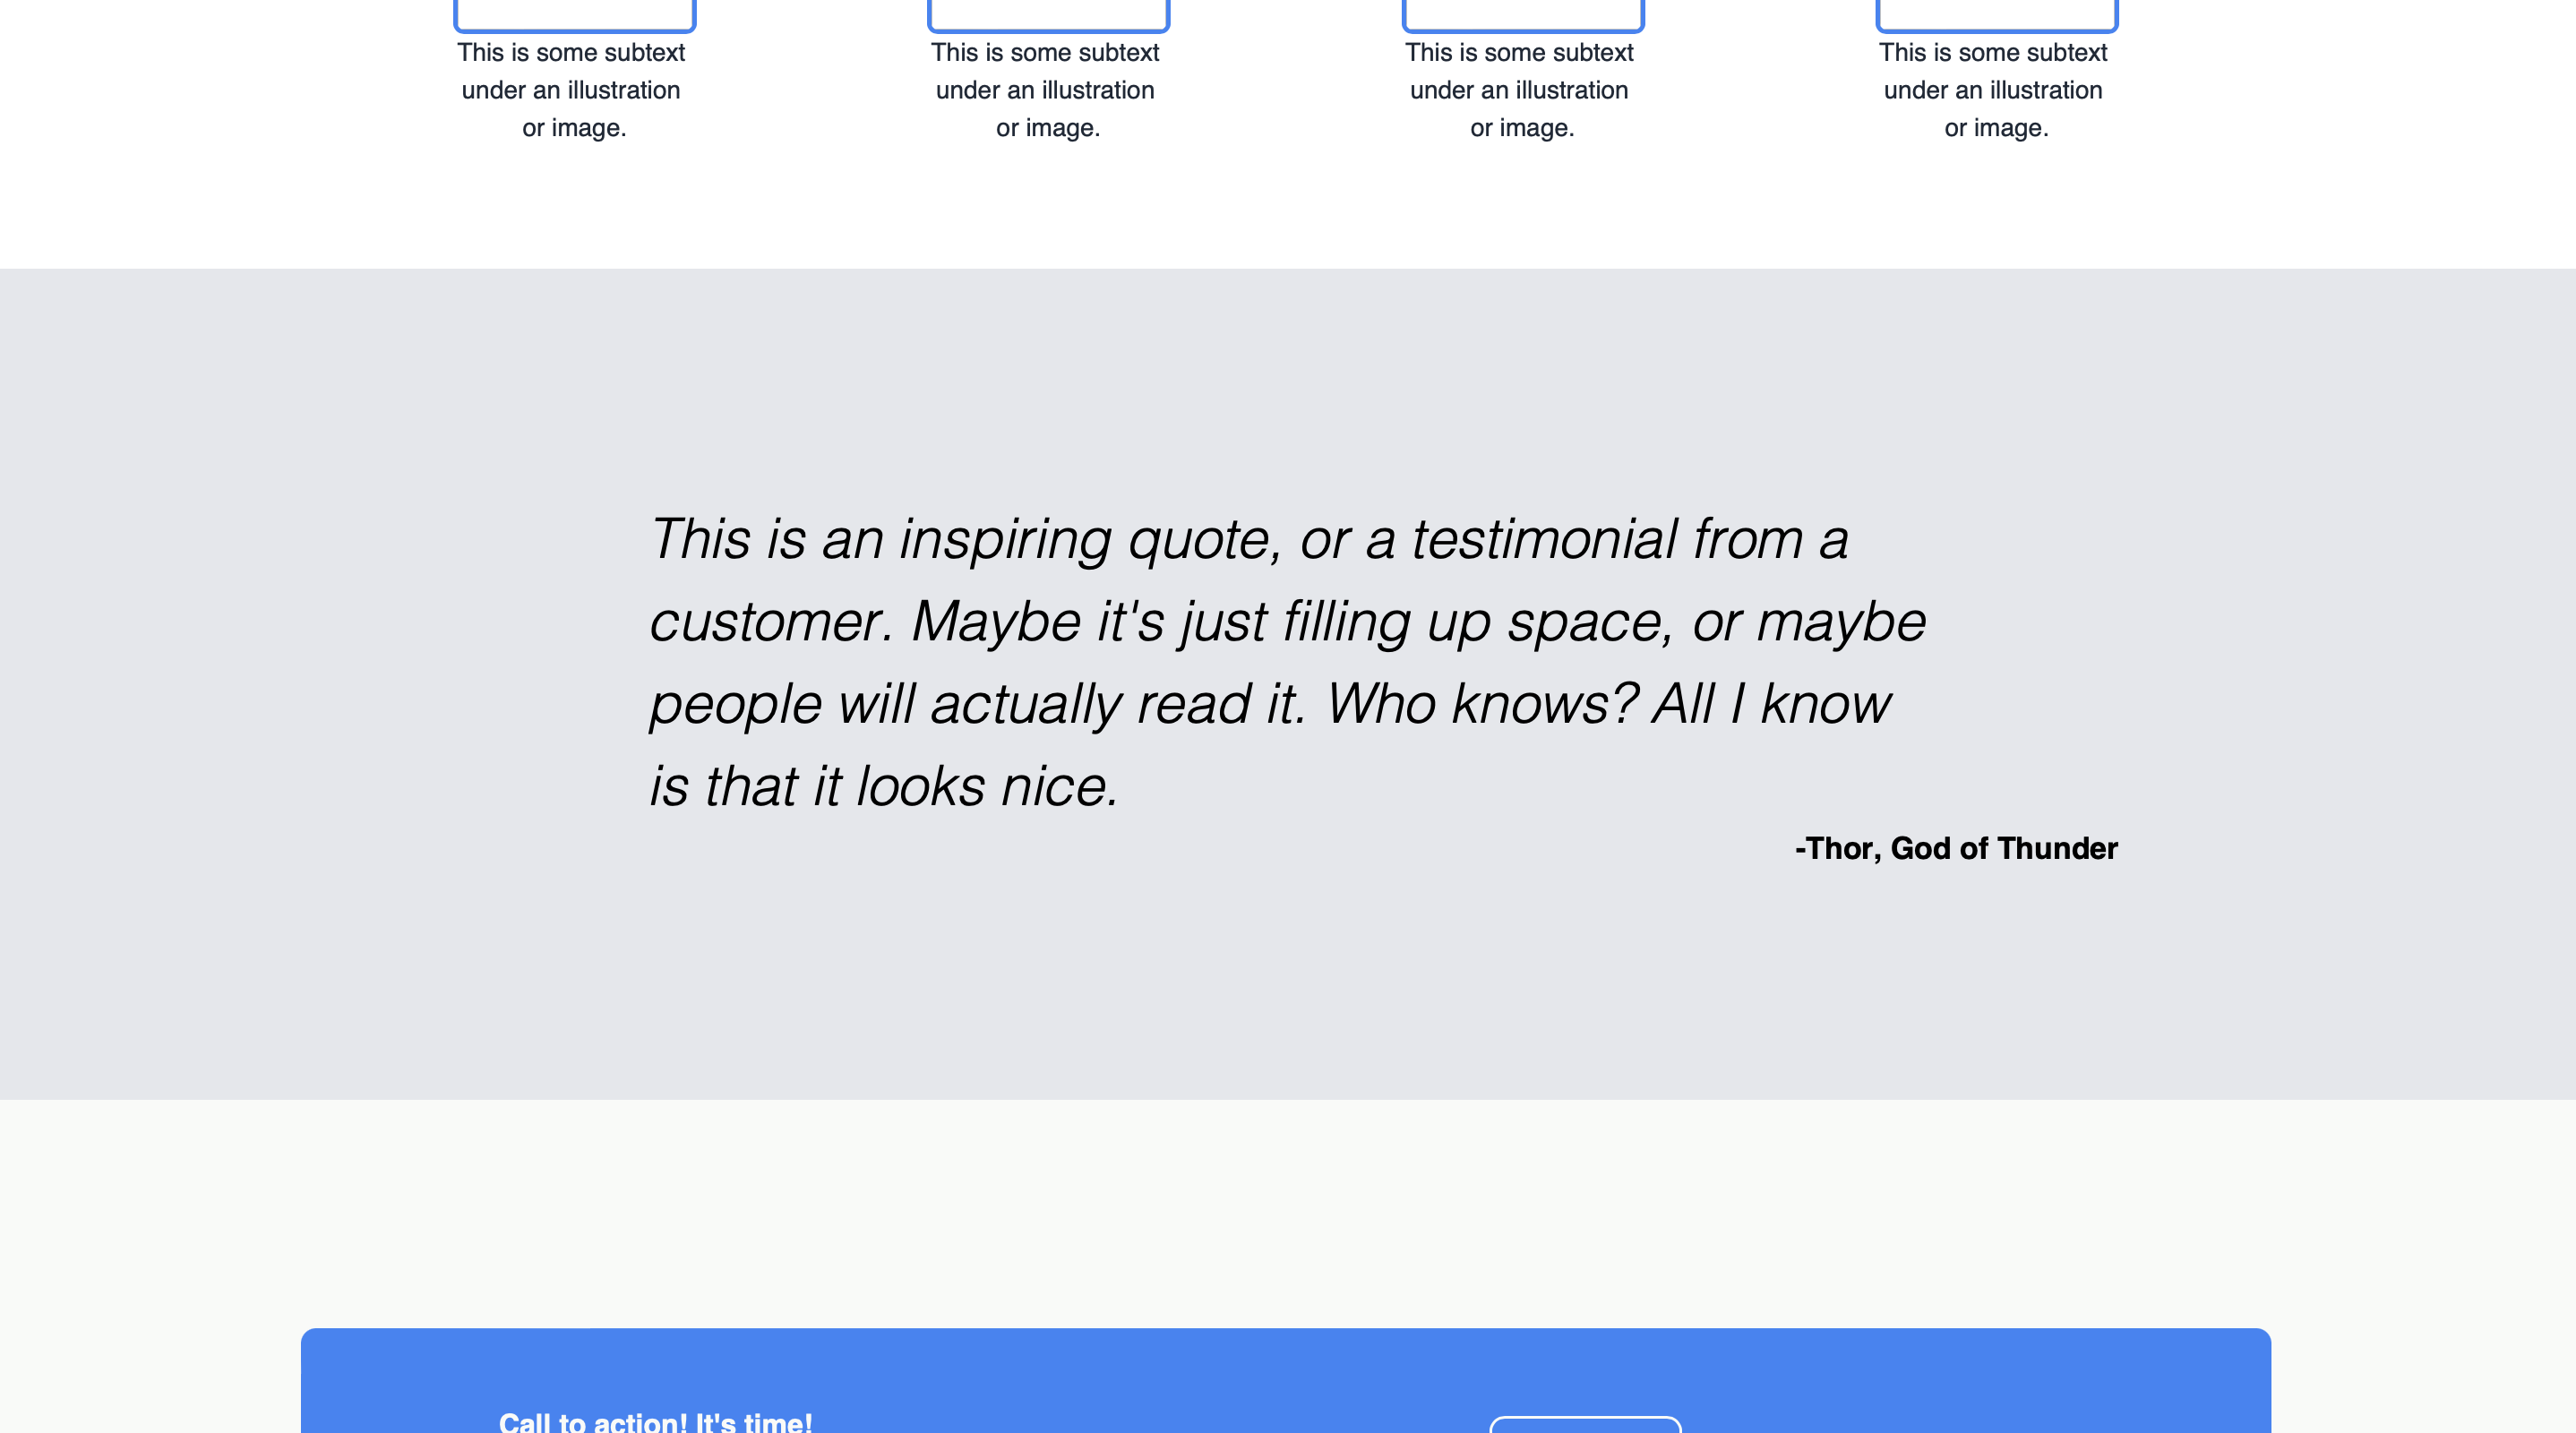 This is some subtext
under an illustration
or image.
This is some subtext
under an illustration
or image.
This is some subtext
under an illustration
or image.
This is some subtext
under an illustration
or image.
This is an inspiring quote, or a testimonial from a
customer. Maybe it's just filling up space, or maybe
people will actually read it. Who knows? All I know
is that it looks nice.
-Thor, God of Thunder
Call to action! It's time!